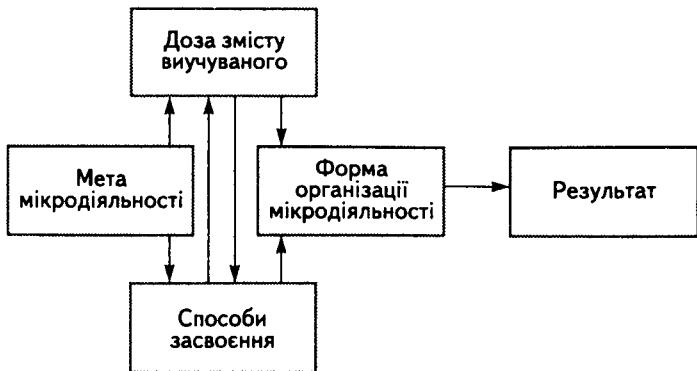 Доза змісту
виучуваного
Мета
мікродіяльності
Форма
організації
мікродіяльності
Результат
Способи
засвоєння